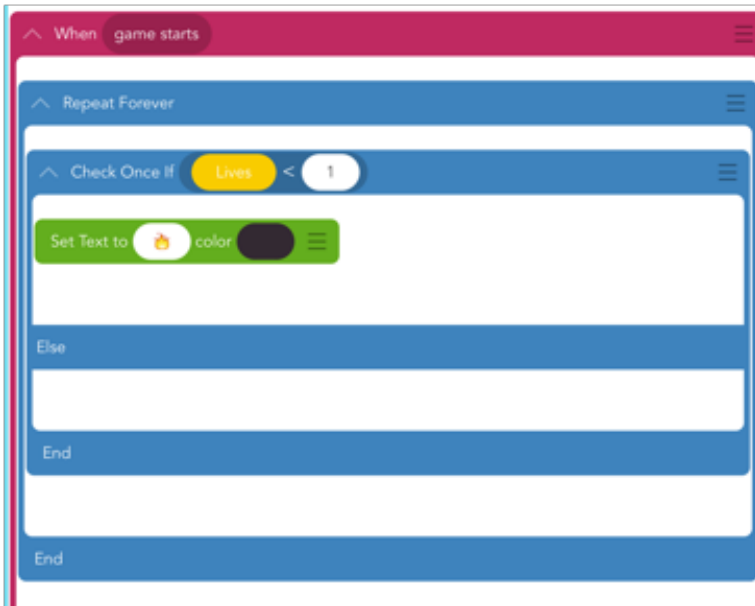 When game starts
Repeat Forever
Check Once If Lives < 1
Set Text to 🔥 color
Else
End
End